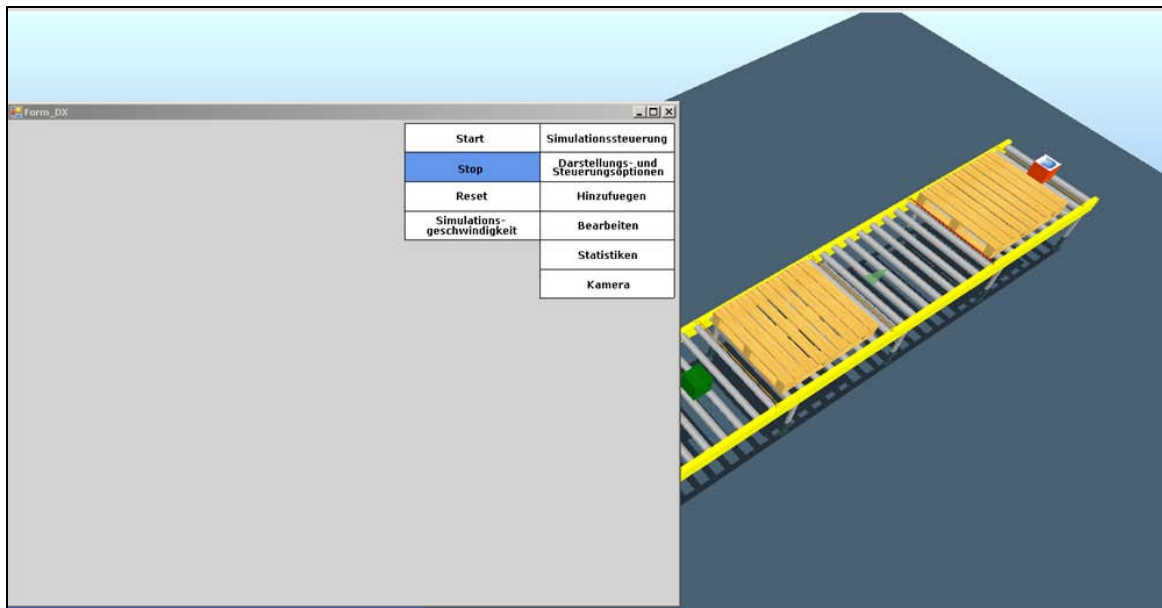 Form_DX
Start
Simulationssteuerung
Stop
Darstellungs- und
Steuerungsoptionen
Reset
Hinzufuegen
Simulations-
geschwindigkeit
Bearbeiten
Statistiken
Kamera